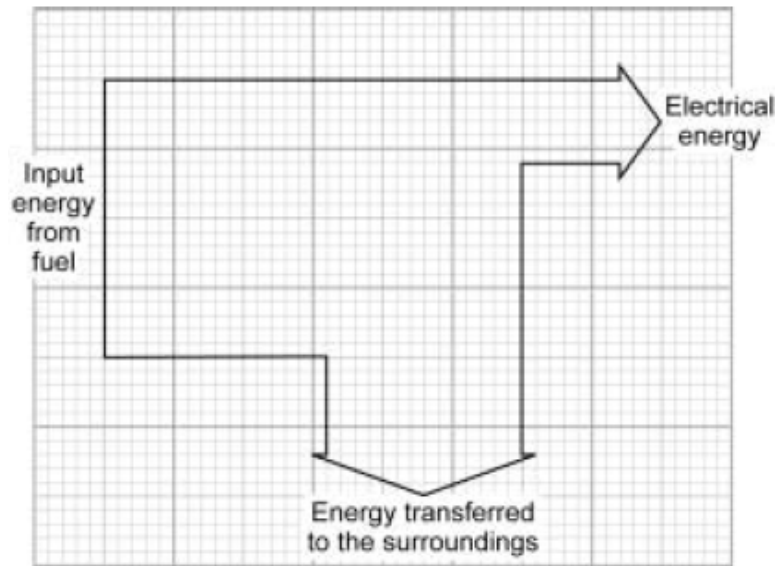 Electrical
energy
Input
energy
from
fuel
Energy transferred
to the surroundings